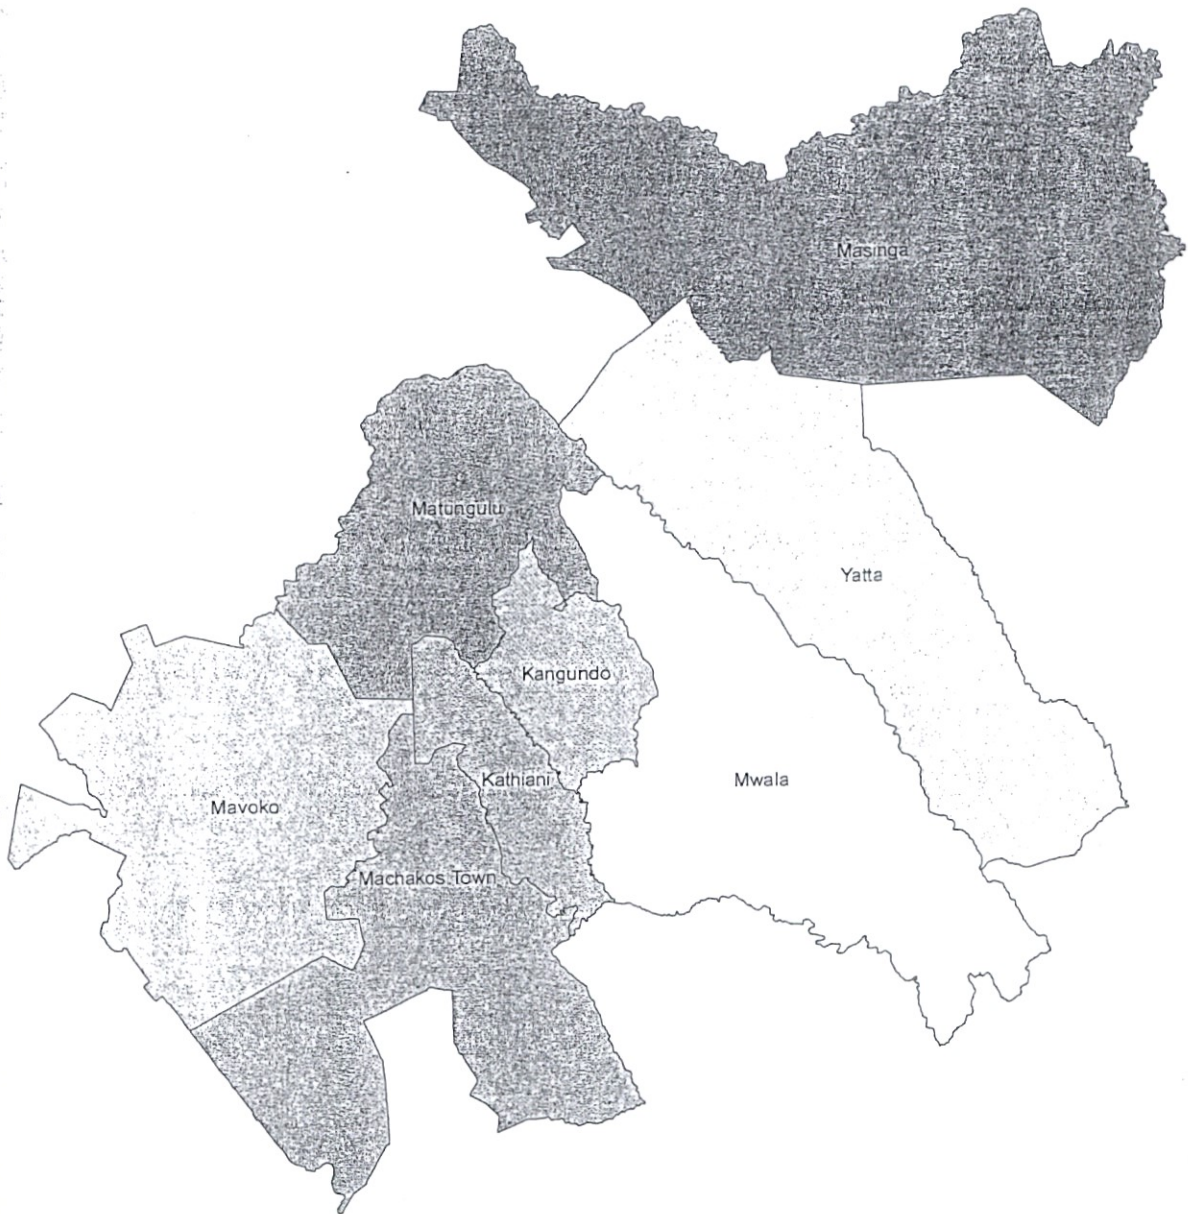 Masinga
Matungulu
Yatta
Kangundo
Kathiani
Mwala
Mavoko
Machakos Town